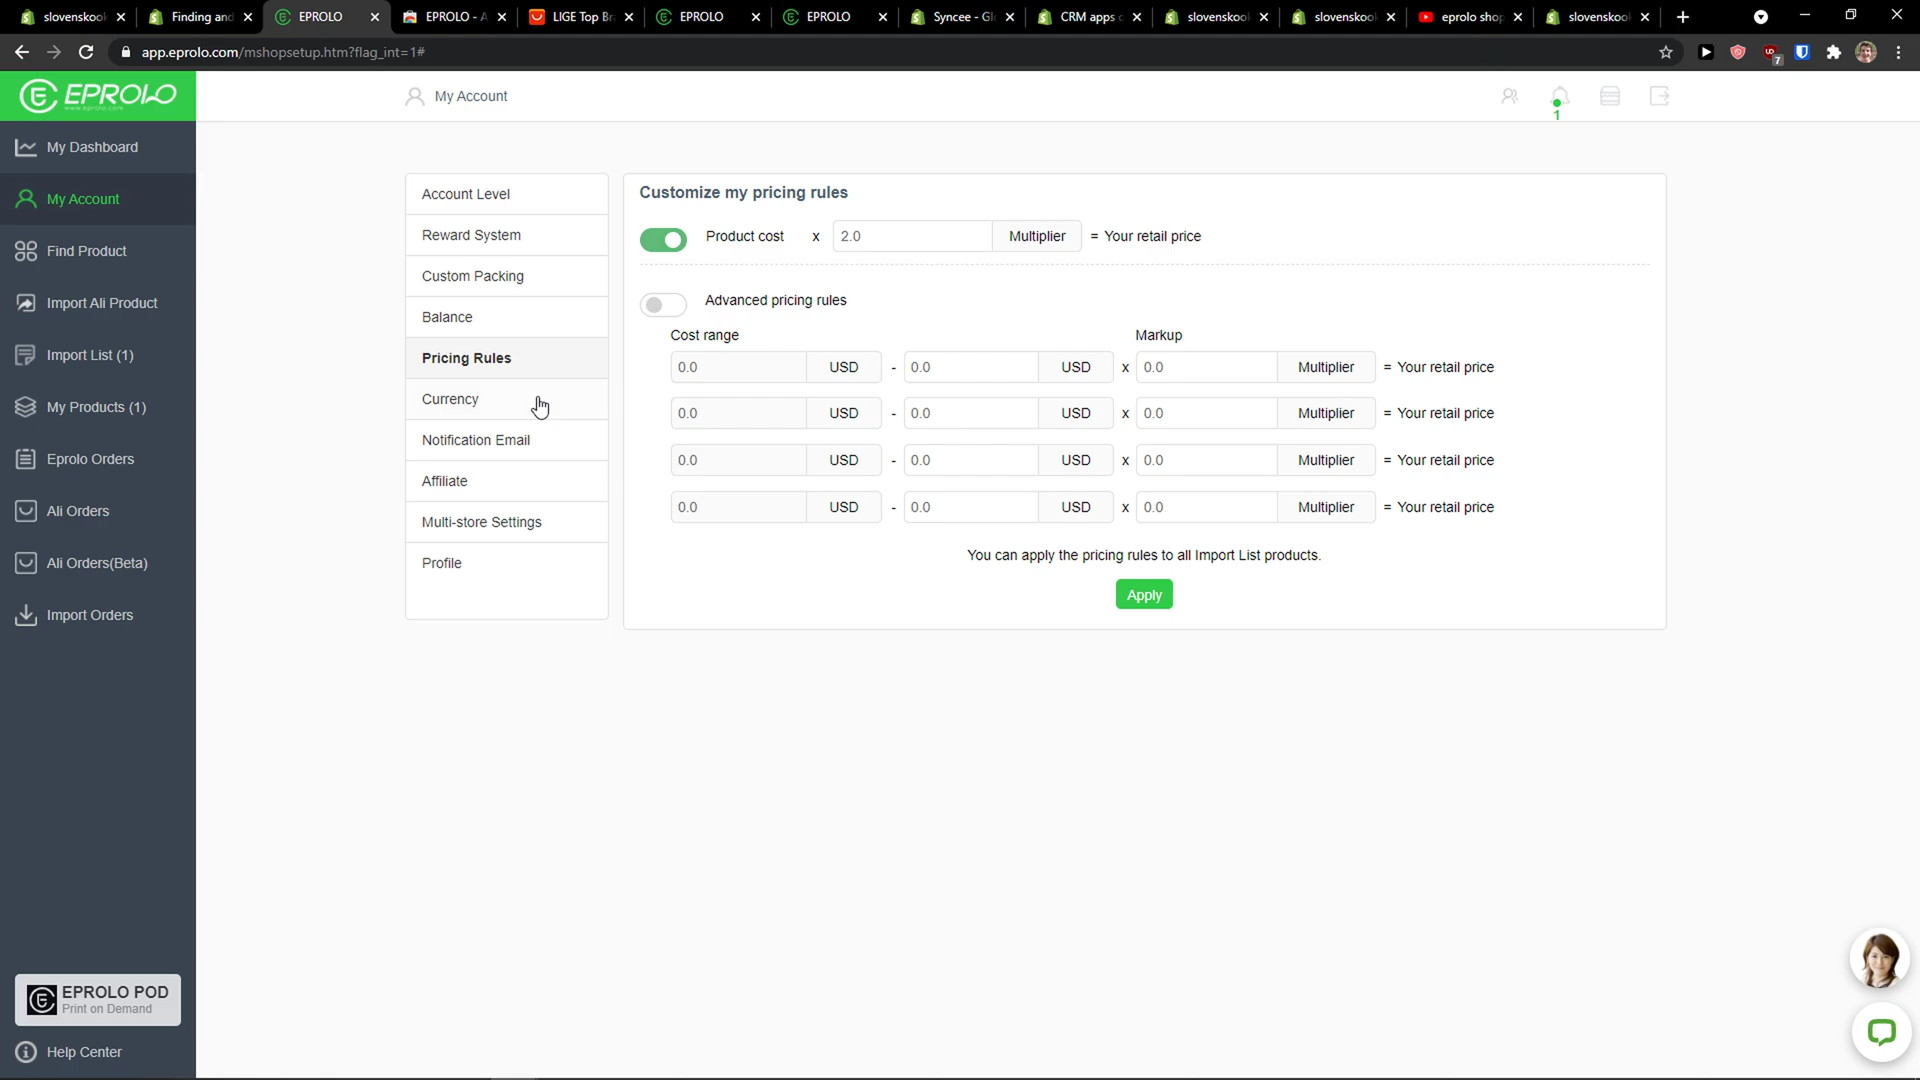 slovenskoo
Finding and
EPROLO
EPROLO - A
LIGE Top Br
EPROLO
EPROLO
Syncee - Gl
CRM apps
slovenskoo
slovenskoo
eprolo shop
slovenskoo
app.eprolo.com/mshopsetup.htm?flag_int=1#
7
EPROLO
www.eprolo.com
My Account
1
My Dashboard
My Account
Find Product
Import Ali Product
Import List (1)
My Products (1)
Eprolo Orders
Ali Orders
Ali Orders(Beta)
Import Orders
EPROLO POD
Print on Demand
Help Center
Account Level
Reward System
Custom Packing
Balance
Pricing Rules
Currency
Notification Email
Affiliate
Multi-store Settings
Profile
Customize my pricing rules
Product cost x 2.0 Multiplier = Your retail price
Advanced pricing rules
Cost range Markup
0.0 USD - 0.0 USD x 0.0 Multiplier = Your retail price
0.0 USD - 0.0 USD x 0.0 Multiplier = Your retail price
0.0 USD - 0.0 USD x 0.0 Multiplier = Your retail price
0.0 USD - 0.0 USD x 0.0 Multiplier = Your retail price
You can apply the pricing rules to all Import List products.
Apply